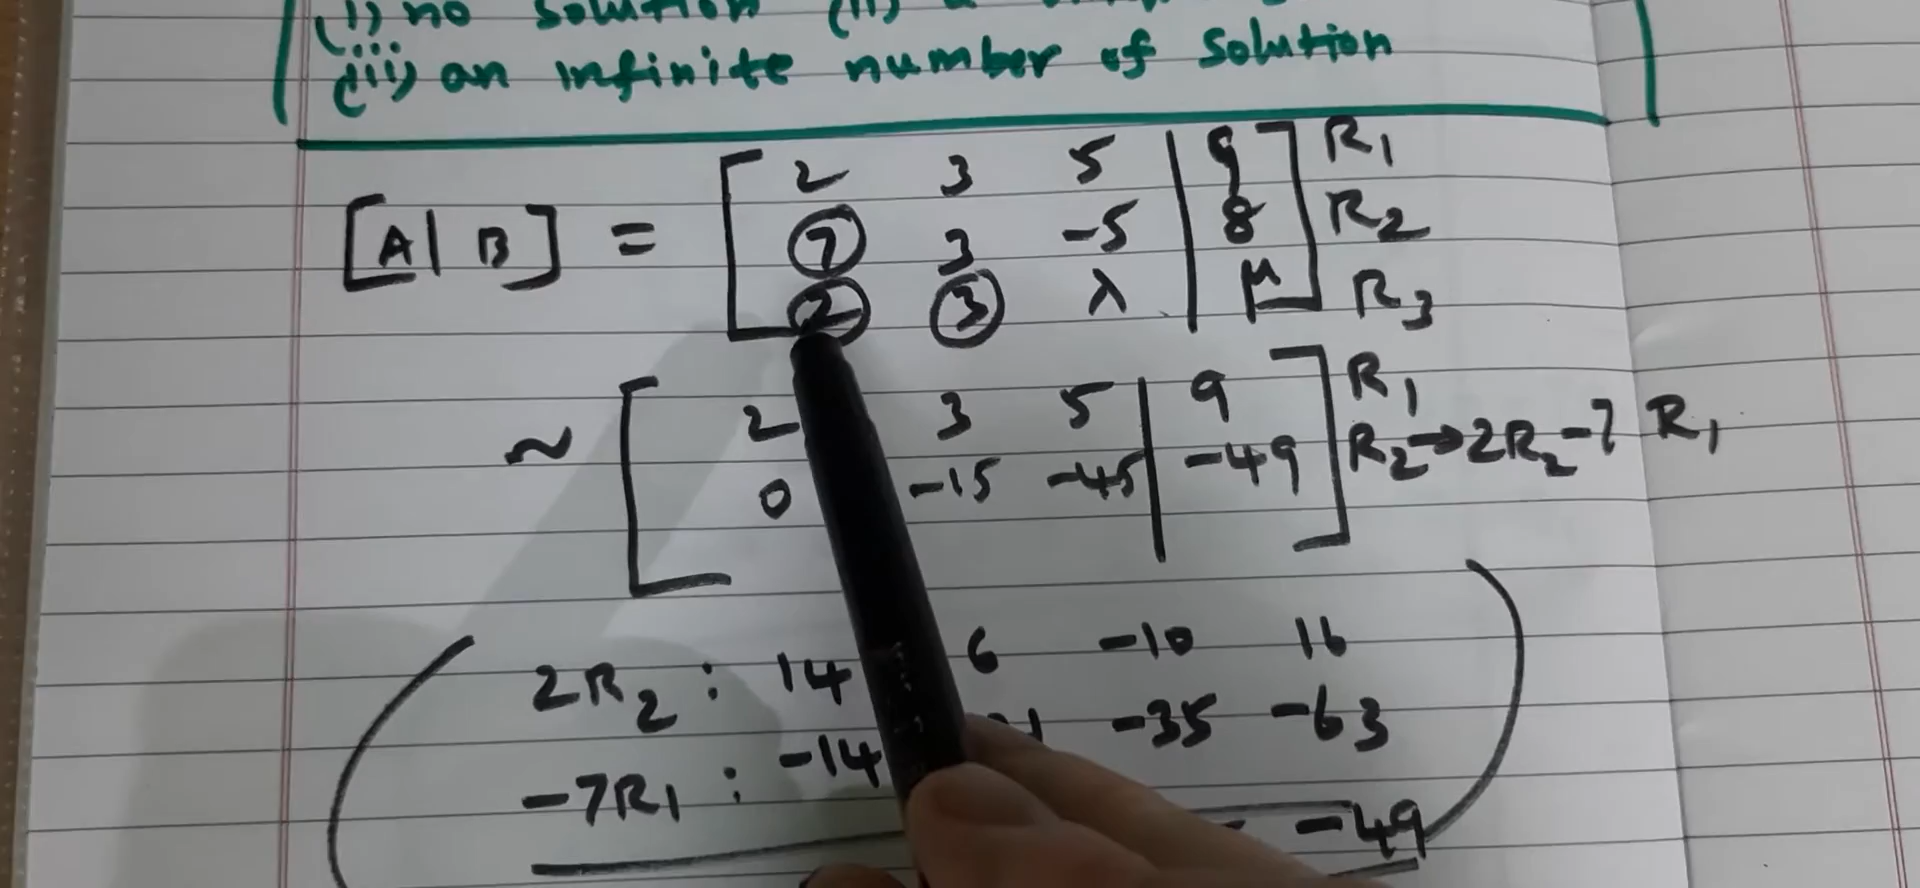 (i) no solution (ii) a
(iii) an infinite number of solution
[A | B] = [ 2 3 5 | 9 ] R1
7 3 -5 | 8 R2
2 3 λ | μ R3
~ [ 2 3 5 | 9 ] R1
0 -15 -45 | -49 R2→2R2-7R1
2R2 : 14 6 -10 16
-7R1 : -14 -35 -63
-49